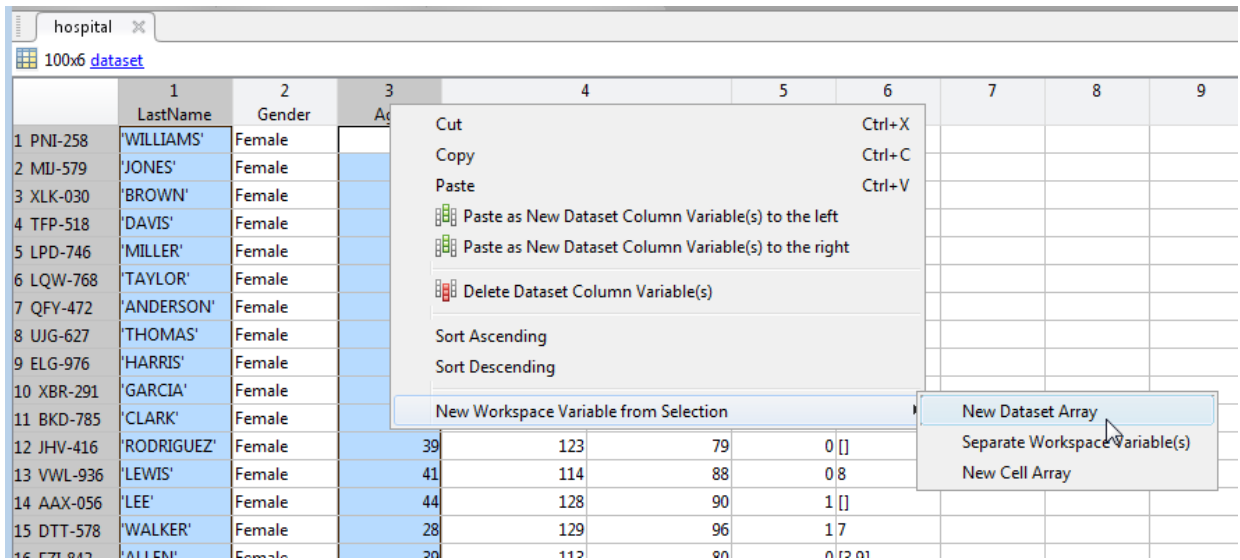 hospital
100x6 dataset
1 2 3 4 5 6 7 8 9
LastName Gender
1 PNI-258 'WILLIAMS' Female
2 MIJ-579 'JONES' Female
3 XLK-030 'BROWN' Female
4 TFP-518 'DAVIS' Female
5 LPD-746 'MILLER' Female
6 LQW-768 'TAYLOR' Female
7 QFY-472 'ANDERSON' Female
8 UJG-627 'THOMAS' Female
9 ELG-976 'HARRIS' Female
10 XBR-291 'GARCIA' Female
11 BKD-785 'CLARK' Female
12 JHV-416 'RODRIGUEZ' Female 39 123 79 0 []
13 VWL-936 'LEWIS' Female 41 114 88 0 8
14 AAX-056 'LEE' Female 44 128 90 1 []
15 DTT-578 'WALKER' Female 28 129 96 1 7
Cut Ctrl+X
Copy Ctrl+C
Paste Ctrl+V
Paste as New Dataset Column Variable(s) to the left
Paste as New Dataset Column Variable(s) to the right
Delete Dataset Column Variable(s)
Sort Ascending
Sort Descending
New Workspace Variable from Selection
New Dataset Array
Separate Workspace Variable(s)
New Cell Array